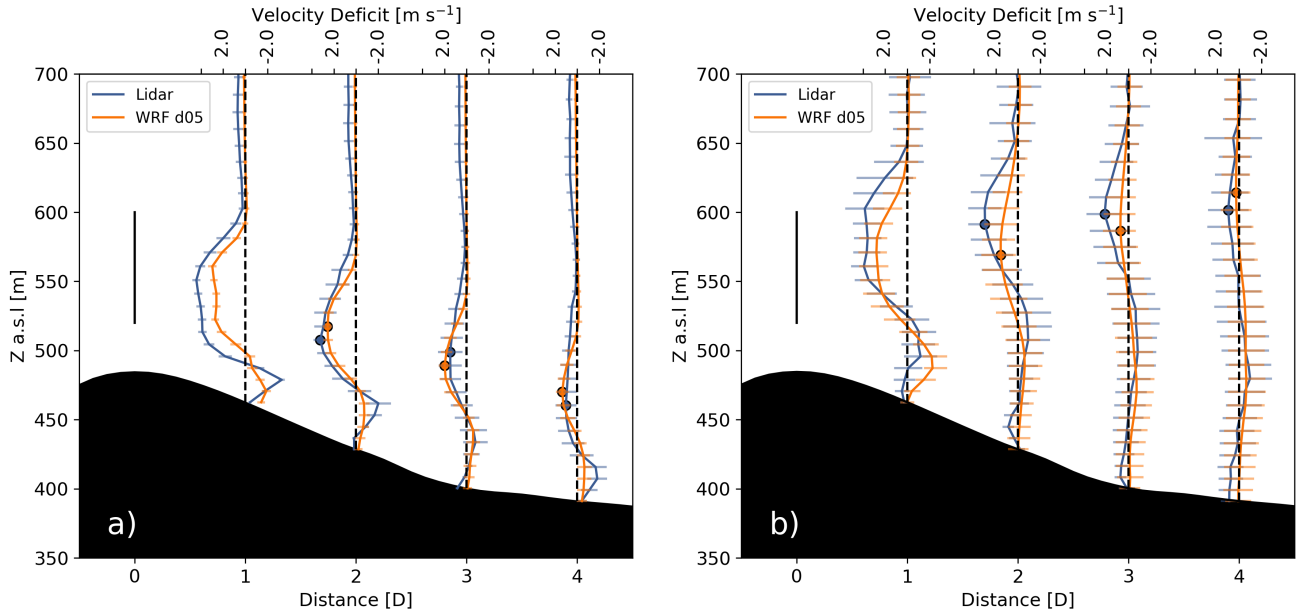 Velocity Deficit [m s⁻¹]
2.0 2.0 2.0 2.0 2.0 2.0 2.0 2.0
700
650
600
550
500
450
400
350
Z a.s.l [m]
Lidar
WRF d05
a)
0 1 2 3 4
Distance [D]
Velocity Deficit [m s⁻¹]
2.0 2.0 2.0 2.0 2.0 2.0 2.0 2.0
700
650
600
550
500
450
400
350
Z a.s.l [m]
Lidar
WRF d05
b)
0 1 2 3 4
Distance [D]